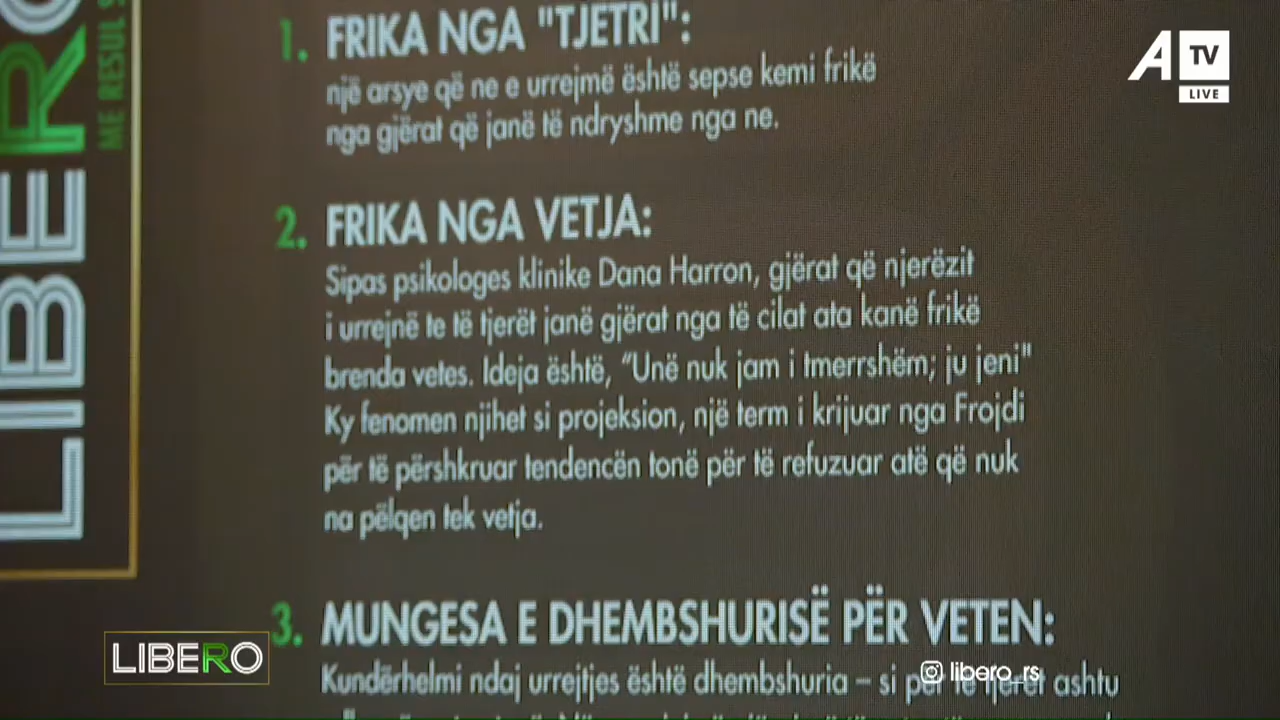 LIBERO
ME RESUL
1. FRIKA NGA "TJETRI":
një arsye që ne e urrejmë është sepse kemi frikë
nga gjërat që janë të ndryshme nga ne.
2. FRIKA NGA VETJA:
Sipas psikologes klinike Dana Harron, gjërat që njerëzit
i urrejnë te të tjerët janë gjërat nga të cilat ata kanë frikë
brenda vetes. Ideja është, “Unë nuk jam i tmerrshëm; ju jeni"
Ky fenomen njihet si projeksion, një term i krijuar nga Frojdi
për të përshkruar tendencën tonë për të refuzuar atë që nuk
na pëlqen tek vetja.
3. MUNGESA E DHEMBSHURISË PËR VETEN:
Kundërhelmi ndaj urrejtjes është dhembshuria – si për të tjerët ashtu
A TV
LIVE
LIBERO
libero_rs